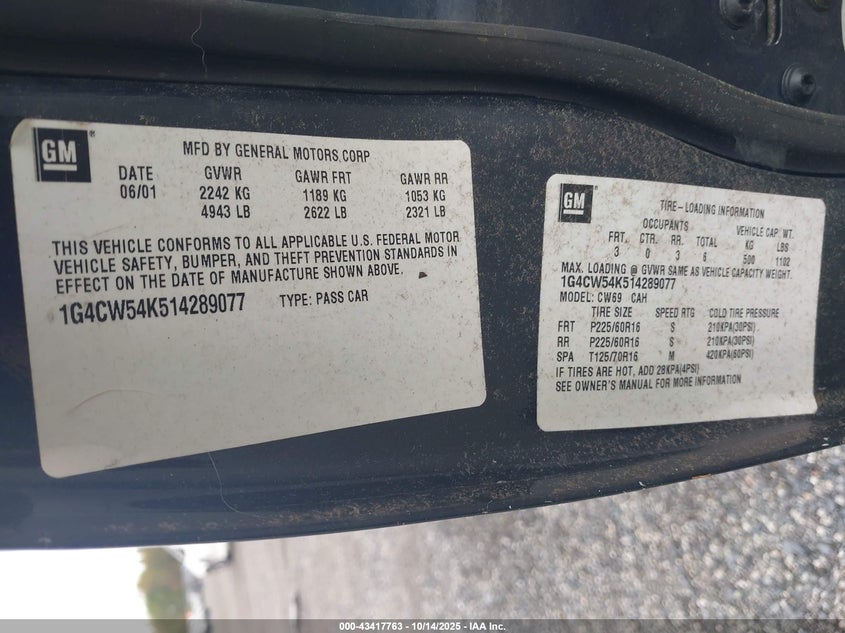 GM
MFD BY GENERAL MOTORS CORP
DATE GVWR GAWR FRT GAWR RR
06/01 2242 KG 1189 KG 1053 KG
4943 LB 2622 LB 2321 LB
THIS VEHICLE CONFORMS TO ALL APPLICABLE U.S. FEDERAL MOTOR
VEHICLE SAFETY, BUMPER, AND THEFT PREVENTION STANDARDS IN
EFFECT ON THE DATE OF MANUFACTURE SHOWN ABOVE.
1G4CW54K514289077 TYPE: PASS CAR
GM
TIRE-LOADING INFORMATION
OCCUPANTS VEHICLE CAP. WT.
FRT. CTR. RR. TOTAL KG LBS
3 0 3 6 500 1102
MAX. LOADING @ GVWR SAME AS VEHICLE CAPACITY WEIGHT.
1G4CW54K514289077
MODEL: CW69 CAH
TIRE SIZE SPEED RTG COLD TIRE PRESSURE
FRT P225/60R16 S 210KPA(30PSI)
RR P225/60R16 S 210KPA(30PSI)
SPA T125/70R16 M 420KPA(60PSI)
IF TIRES ARE HOT, ADD 28KPA(4PSI)
SEE OWNER'S MANUAL FOR MORE INFORMATION
000-43417763 - 10/14/2025 - IAA Inc.